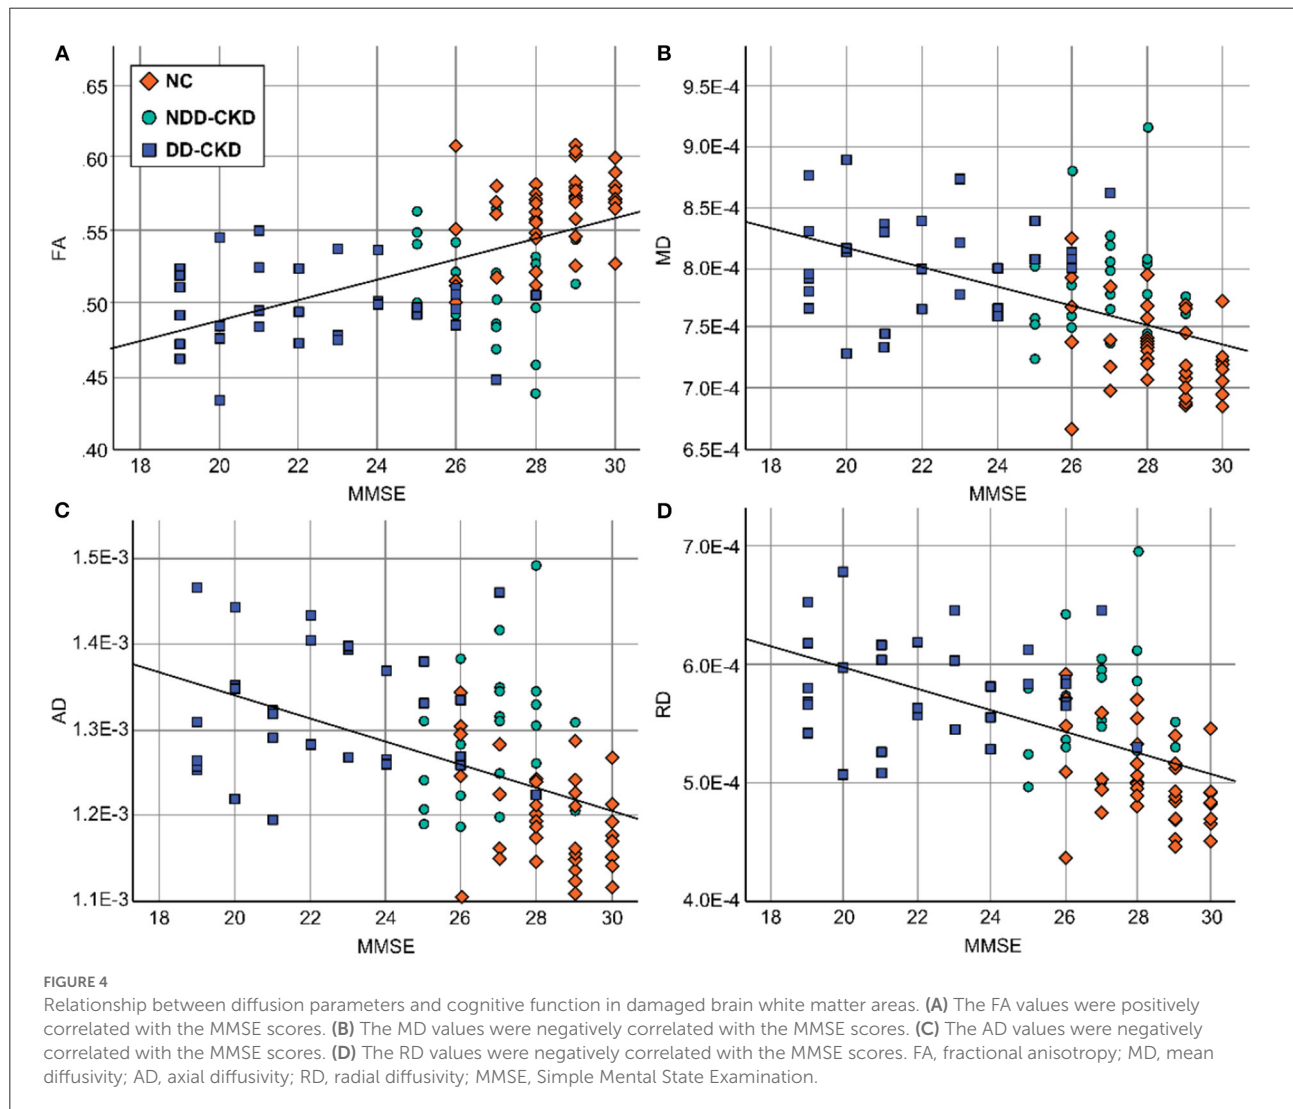 A
FA
.65
.60
.55
.50
.45
.40
NC
NDD-CKD
DD-CKD
18 20 22 24 26 28 30
MMSE
B
MD
9.5E-4
9.0E-4
8.5E-4
8.0E-4
7.5E-4
7.0E-4
6.5E-4
18 20 22 24 26 28 30
MMSE
C
AD
1.5E-3
1.4E-3
1.3E-3
1.2E-3
1.1E-3
18 20 22 24 26 28 30
MMSE
D
RD
7.0E-4
6.0E-4
5.0E-4
4.0E-4
18 20 22 24 26 28 30
MMSE
FIGURE 4
Relationship between diffusion parameters and cognitive function in damaged brain white matter areas. (A) The FA values were positively
correlated with the MMSE scores. (B) The MD values were negatively correlated with the MMSE scores. (C) The AD values were negatively
correlated with the MMSE scores. (D) The RD values were negatively correlated with the MMSE scores. FA, fractional anisotropy; MD, mean
diffusivity; AD, axial diffusivity; RD, radial diffusivity; MMSE, Simple Mental State Examination.